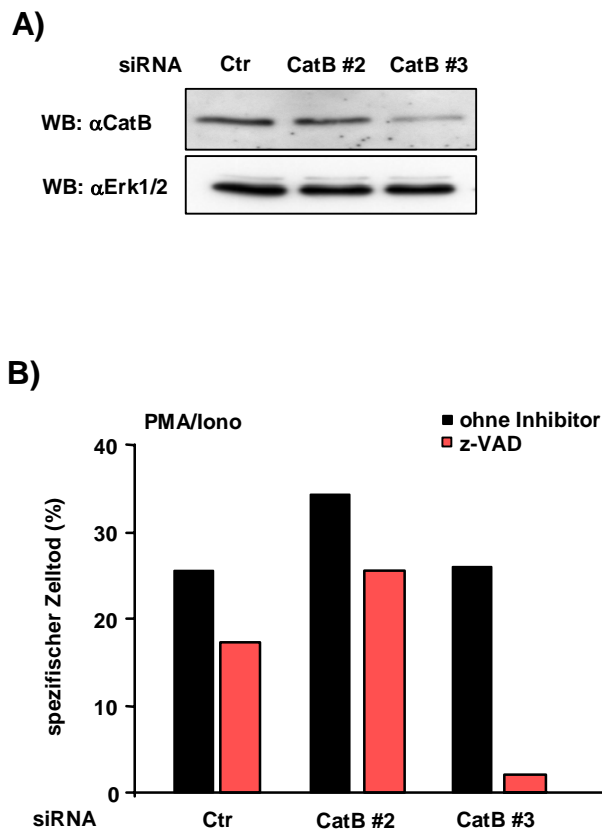 A)
siRNA Ctr CatB #2 CatB #3
WB: αCatB
WB: αErk1/2
B)
PMA/Iono
ohne Inhibitor
z-VAD
spezifischer Zelltod (%)
40
30
20
10
0
siRNA Ctr CatB #2 CatB #3